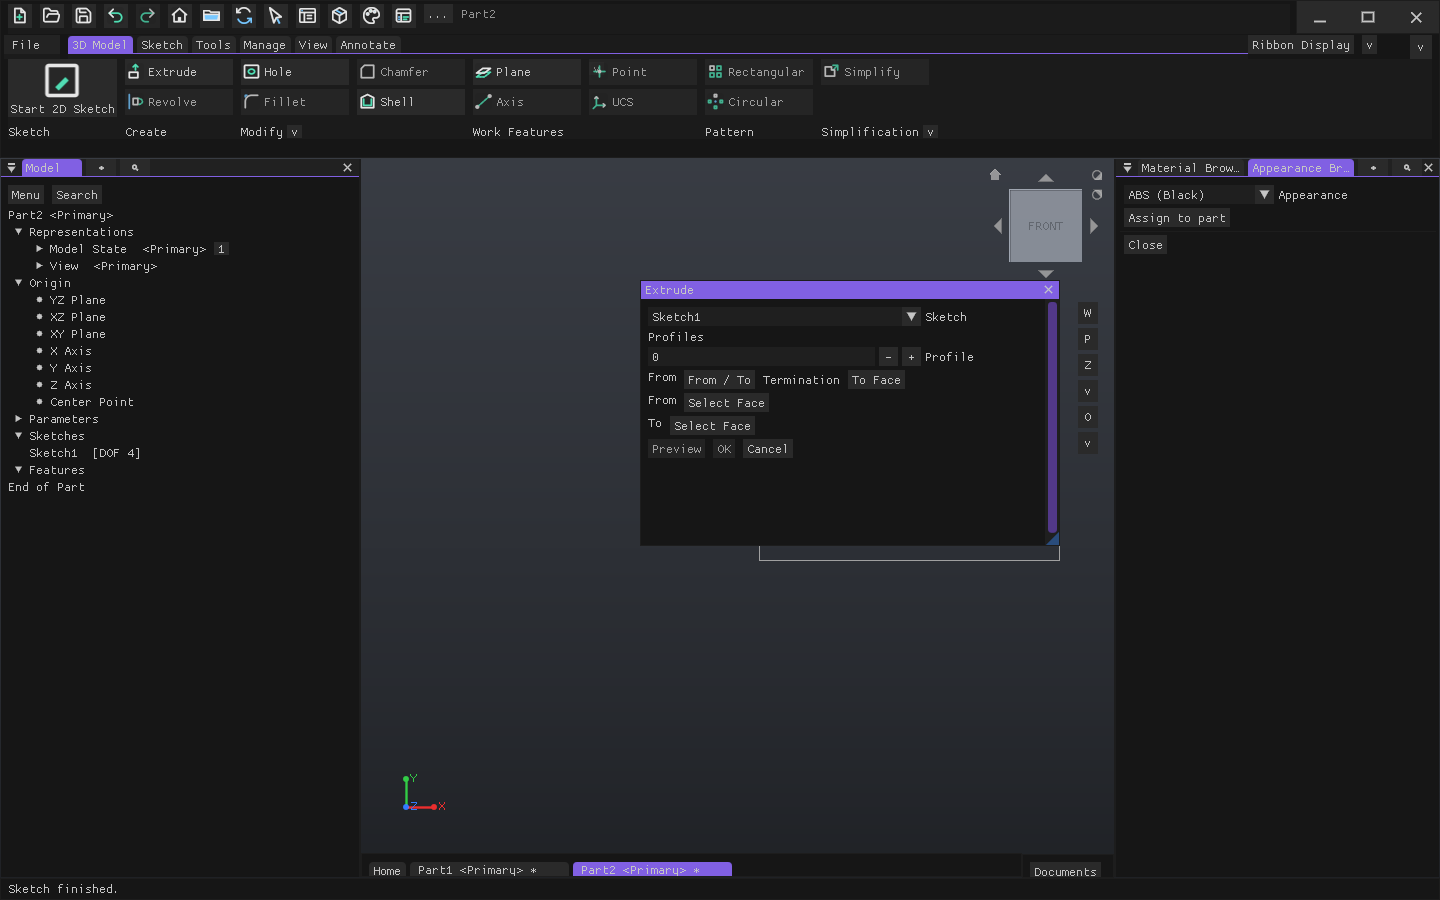 ... Part2
File 3D Model Sketch Tools Manage View Annotate Ribbon Display v v
Start 2D Sketch
Extrude Hole Chamfer Plane Point Rectangular Simplify
Revolve Fillet Shell Axis UCS Circular
Sketch Create Modify v Work Features Pattern Simplification v
Model
Menu Search
Part2 <Primary>
Representations
Model State <Primary> 1
View <Primary>
Origin
YZ Plane
XZ Plane
XY Plane
X Axis
Y Axis
Z Axis
Center Point
Parameters
Sketches
Sketch1 [DOF 4]
Features
End of Part
FRONT
Extrude
Sketch1 Sketch
Profiles
0 - + Profile
From From / To Termination To Face
From Select Face
To Select Face
Preview OK Cancel
W
P
Z
v
O
v
Y
Z X
Material Brow… Appearance Br…
ABS (Black) Appearance
Assign to part
Close
Home Part1 <Primary> * Part2 <Primary> * Documents
Sketch finished.